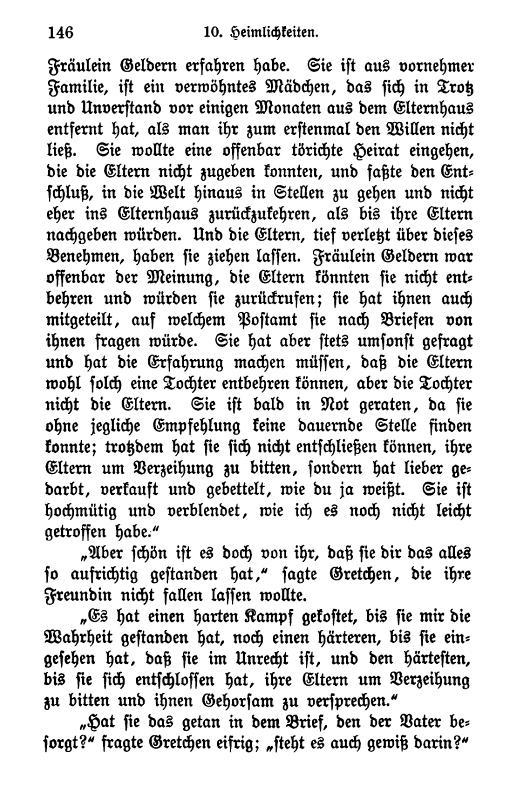 146 10. Heimlichkeiten.
Fräulein Geldern erfahren habe. Sie ist aus vornehmer
Familie, ist ein verwöhntes Mädchen, das sich in Trotz
und Unverstand vor einigen Monaten aus dem Elternhaus
entfernt hat, als man ihr zum erstenmal den Willen nicht
ließ. Sie wollte eine offenbar törichte Heirat eingehen,
die die Eltern nicht zugeben konnten, und faßte den Ent-
schluß, in die Welt hinaus in Stellen zu gehen und nicht
eher ins Elternhaus zurückzukehren, als bis ihre Eltern
nachgeben würden. Und die Eltern, tief verletzt über dieses
Benehmen, haben sie ziehen lassen. Fräulein Geldern war
offenbar der Meinung, die Eltern könnten sie nicht ent-
behren und würden sie zurückrufen; sie hat ihnen auch
mitgeteilt, auf welchem Postamt sie nach Briefen von
ihnen fragen würde. Sie hat aber stets umsonst gefragt
und hat die Erfahrung machen müssen, daß die Eltern
wohl solch eine Tochter entbehren können, aber die Tochter
nicht die Eltern. Sie ist bald in Not geraten, da sie
ohne jegliche Empfehlung keine dauernde Stelle finden
konnte; trotzdem hat sie sich nicht entschließen können, ihre
Eltern um Verzeihung zu bitten, sondern hat lieber ge-
darbt, verkauft und gebettelt, wie du ja weißt. Sie ist
hochmütig und verblendet, wie ich es noch nicht leicht
getroffen habe.“
„Aber schön ist es doch von ihr, daß sie dir das alles
so aufrichtig gestanden hat,“ sagte Gretchen, die ihre
Freundin nicht fallen lassen wollte.
„Es hat einen harten Kampf gekostet, bis sie mir die
Wahrheit gestanden hat, noch einen härteren, bis sie ein-
gesehen hat, daß sie im Unrecht ist, und den härtesten,
bis sie sich entschlossen hat, ihre Eltern um Verzeihung
zu bitten und ihnen Gehorsam zu versprechen.“
„Hat sie das getan in dem Brief, den der Vater be-
sorgt?“ fragte Gretchen eifrig; „steht es auch gewiß darin?“